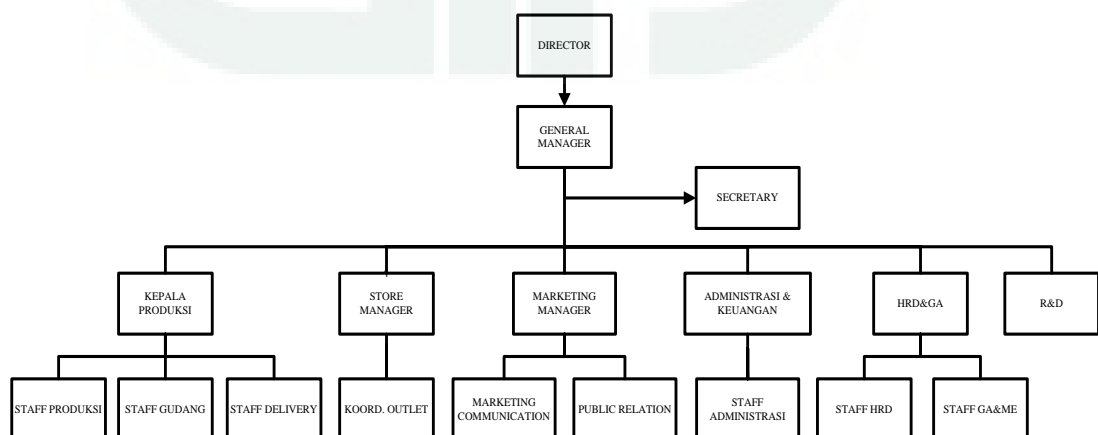 DIRECTOR
GENERAL
MANAGER
SECRETARY
KEPALA
PRODUKSI
STORE
MANAGER
MARKETING
MANAGER
ADMINISTRASI &
KEUANGAN
HRD&GA
R&D
STAFF PRODUKSI
STAFF GUDANG
STAFF DELIVERY
KOORD. OUTLET
MARKETING
COMMUNICATION
PUBLIC RELATION
STAFF
ADMINISTRASI
STAFF HRD
STAFF GA&ME